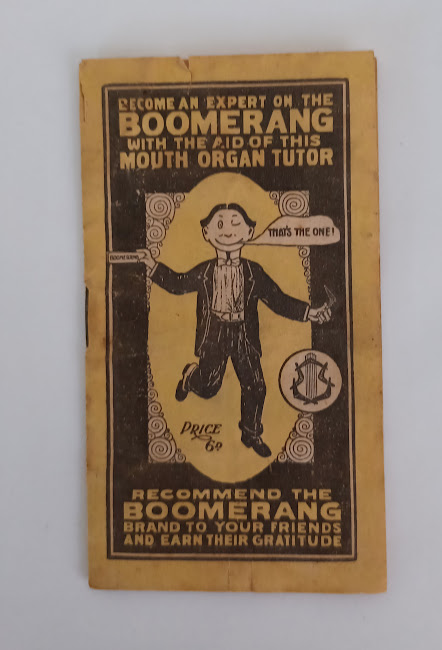 BECOME AN EXPERT ON THE
BOOMERANG
WITH THE AID OF THIS
MOUTH ORGAN TUTOR
THAT'S THE ONE!
BOOMERANG
PRICE
6D
RECOMMEND THE
BOOMERANG
BRAND TO YOUR FRIENDS
AND EARN THEIR GRATITUDE